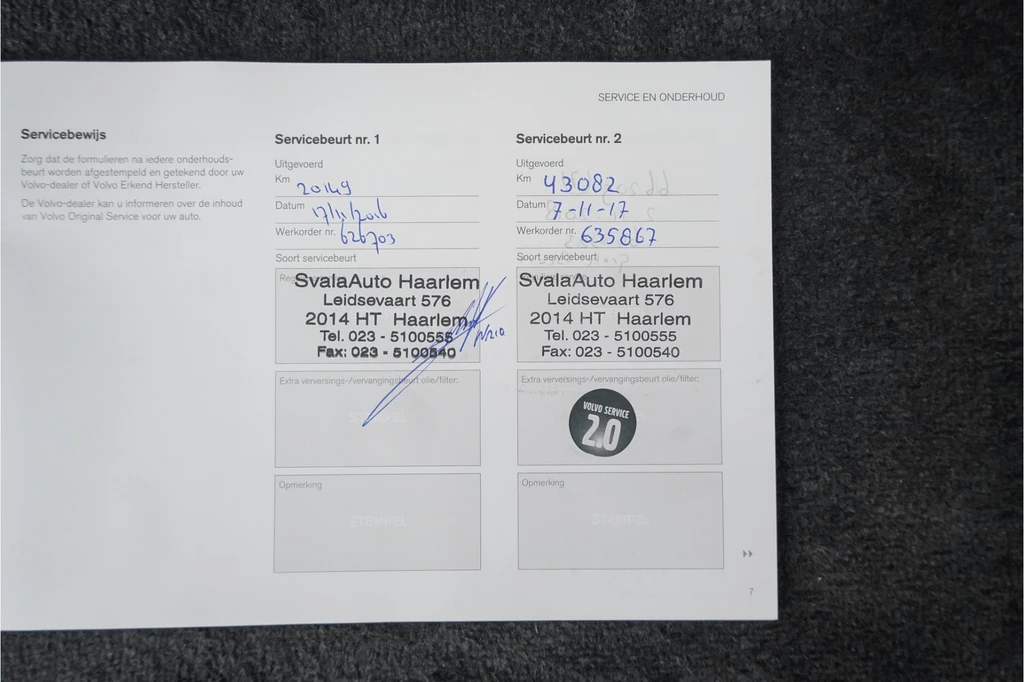 SERVICE EN ONDERHOUD
Servicebewijs
Zorg dat de formulieren na iedere onderhouds-
beurt worden afgestempeld en getekend door uw
Volvo-dealer of Volvo Erkend Hersteller.
De Volvo-dealer kan u informeren over de inhoud
van Volvo Original Service voor uw auto.
Servicebeurt nr. 1
Uitgevoerd
Km 20149
Datum 17/11/2016
Werkorder nr. 626703
Soort servicebeurt
SvalaAuto Haarlem
Leidsevaart 576
2014 HT Haarlem
Tel. 023 - 5100555
Fax: 023 - 5100540
Extra verversings-/vervangingsbeurt olie/filter:
STEMPEL
Opmerking
STEMPEL
Servicebeurt nr. 2
Uitgevoerd
Km 43082
Datum 7-11-17
Werkorder nr. 635867
Soort servicebeurt
SvalaAuto Haarlem
Leidsevaart 576
2014 HT Haarlem
Tel. 023 - 5100555
Fax: 023 - 5100540
Extra verversings-/vervangingsbeurt olie/filter:
VOLVO SERVICE
2.0
Opmerking
STEMPEL
7